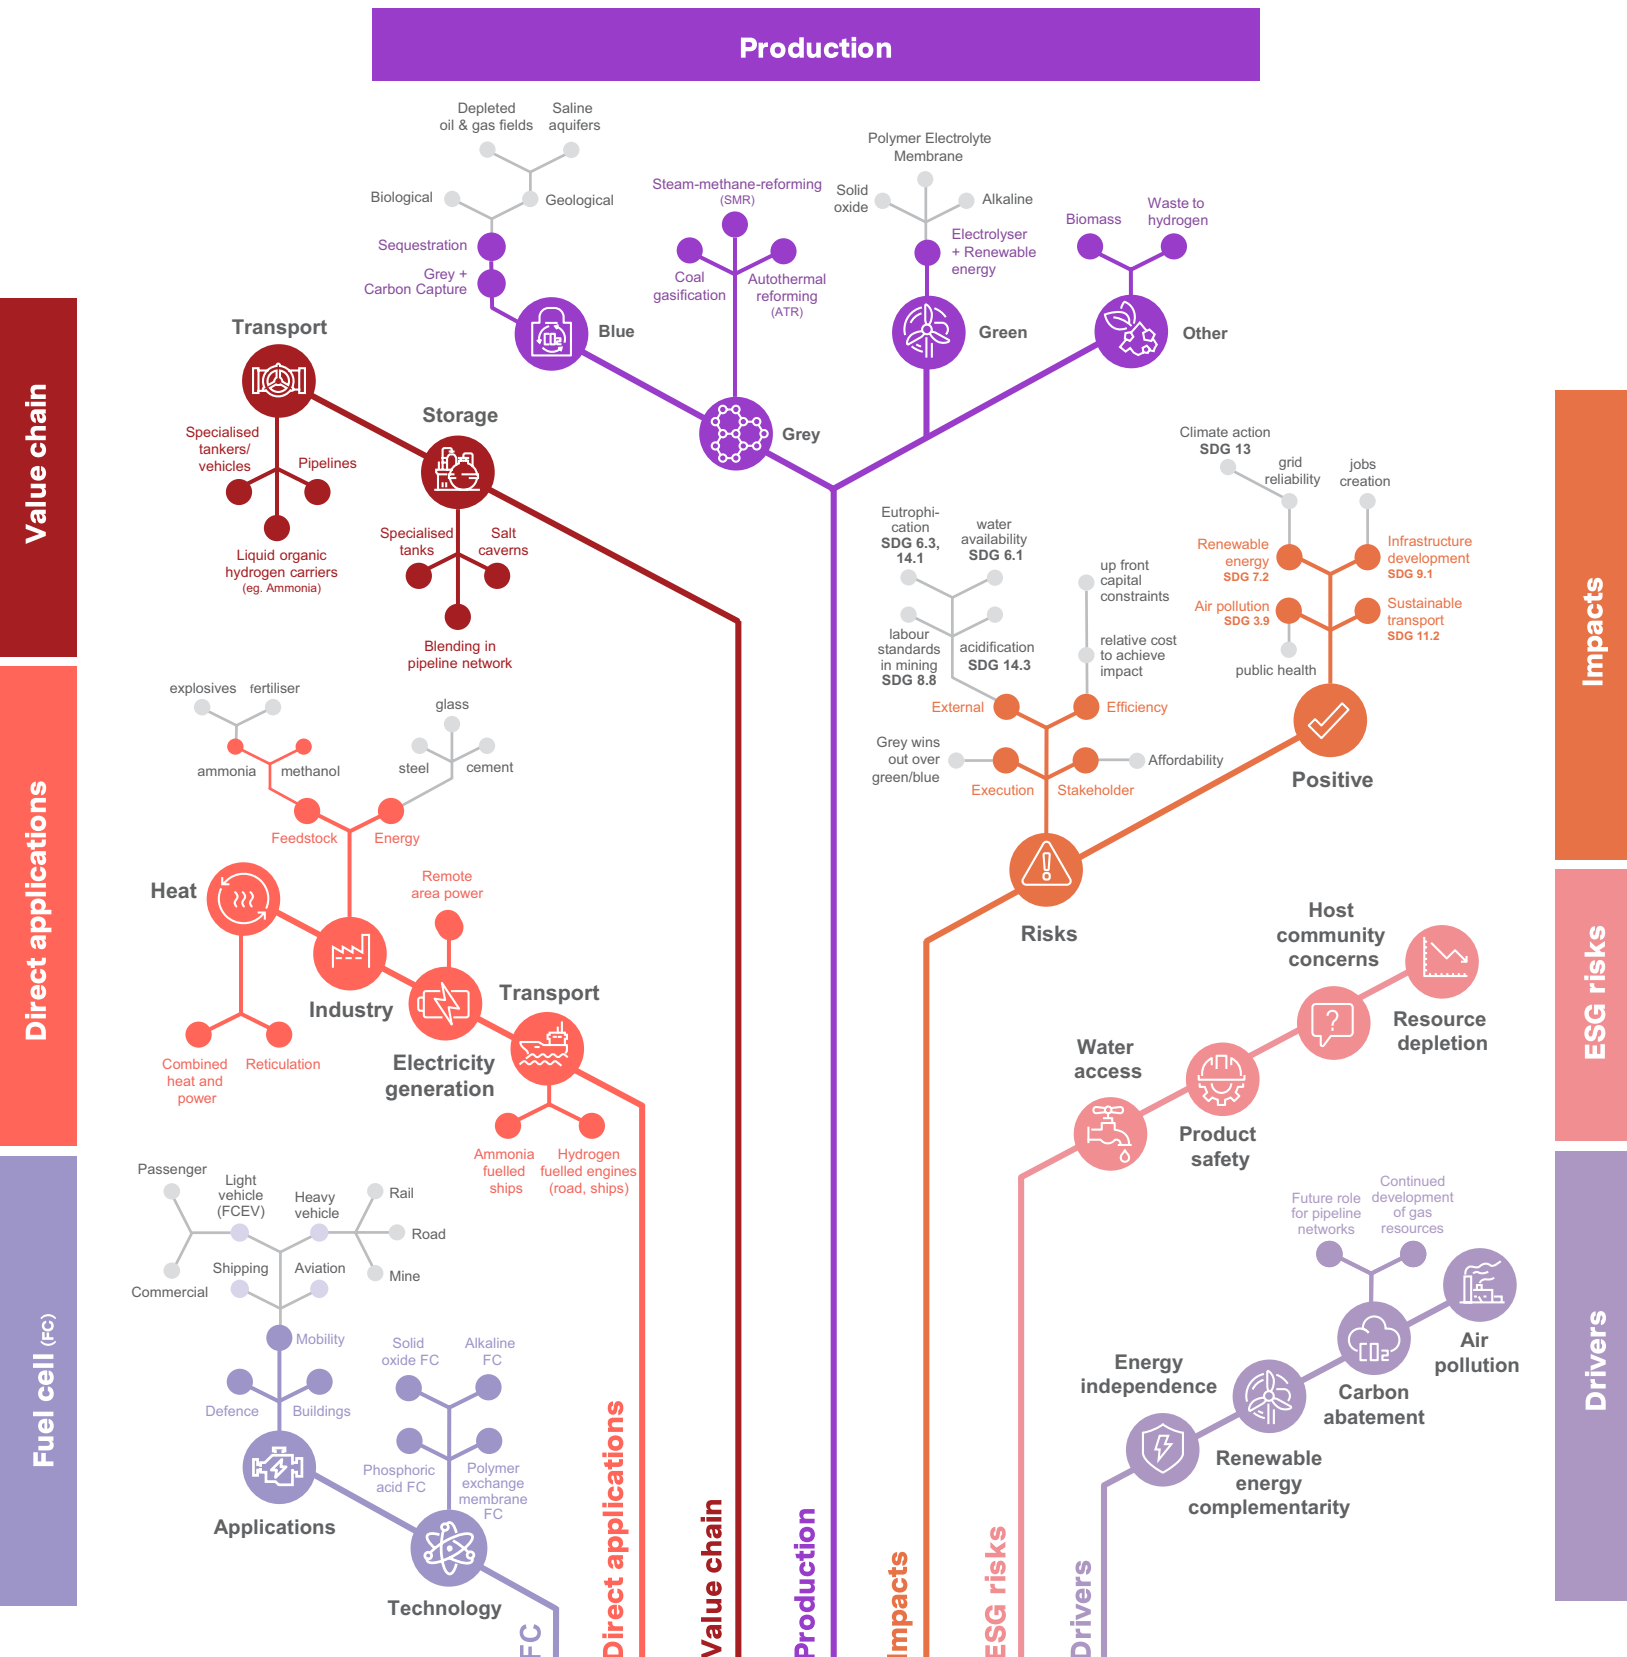 Production
Depleted
oil & gas fields
Saline
aquifers
Biological
Geological
Sequestration
Grey +
Carbon Capture
Blue
Steam-methane-reforming
(SMR)
Coal
gasification
Autothermal
reforming
(ATR)
Grey
Polymer Electrolyte
Membrane
Solid
oxide
Alkaline
Electrolyser
+ Renewable
energy
Green
Biomass
Waste to
hydrogen
Other
Value chain
Transport
Specialised
tankers/
vehicles
Pipelines
Liquid organic
hydrogen carriers
(eg. Ammonia)
Storage
Specialised
tanks
Salt
caverns
Blending in
pipeline network
Direct applications
explosives
fertiliser
ammonia
methanol
glass
steel
cement
Feedstock
Energy
Heat
Combined
heat and
power
Reticulation
Industry
Remote
area power
Electricity
generation
Transport
Ammonia
fuelled
ships
Hydrogen
fuelled engines
(road, ships)
Fuel cell (FC)
Passenger
Commercial
Light
vehicle
(FCEV)
Heavy
vehicle
Rail
Road
Mine
Shipping
Aviation
Mobility
Defence
Buildings
Applications
Solid
oxide FC
Alkaline
FC
Phosphoric
acid FC
Polymer
exchange
membrane
FC
Technology
Impacts
Climate action
SDG 13
grid
reliability
jobs
creation
Renewable
energy
SDG 7.2
Infrastructure
development
SDG 9.1
Air pollution
SDG 3.9
Sustainable
transport
SDG 11.2
public health
Positive
Eutrophi-
cation
SDG 6.3,
14.1
water
availability
SDG 6.1
labour
standards
in mining
SDG 8.8
acidification
SDG 14.3
up front
capital
constraints
relative cost
to achieve
impact
External
Efficiency
Grey wins
out over
green/blue
Affordability
Execution
Stakeholder
Risks
ESG risks
Host
community
concerns
Resource
depletion
Water
access
Product
safety
Drivers
Future role
for pipeline
networks
Continued
development
of gas
resources
Air
pollution
Carbon
abatement
Energy
independence
Renewable
energy
complementarity
FC
Direct applications
Value chain
Production
Impacts
ESG risks
Drivers
CO2
?
CO2